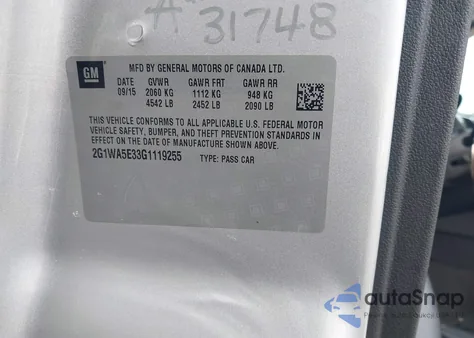 A 31748
GM
MFD BY GENERAL MOTORS OF CANADA LTD.
DATE GVWR GAWR FRT GAWR RR
09/15 2060 KG 1112 KG 948 KG
4542 LB 2452 LB 2090 LB
THIS VEHICLE CONFORMS TO ALL APPLICABLE U.S. FEDERAL MOTOR
VEHICLE SAFETY, BUMPER, AND THEFT PREVENTION STANDARDS IN
EFFECT ON THE DATE OF MANUFACTURE SHOWN ABOVE.
2G1WA5E33G1119255 TYPE: PASS CAR
autoSnap